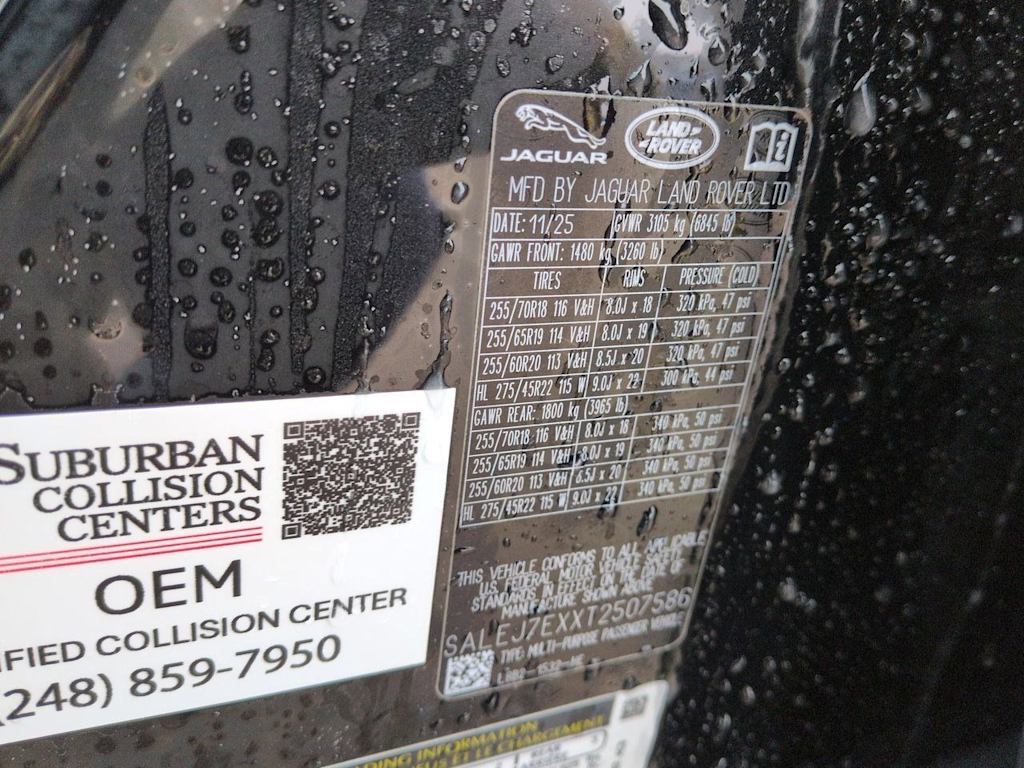 JAGUAR
LAND-
-ROVER
MFD BY JAGUAR LAND ROVER LTD
DATE: 11/25 GVWR 3105 kg (6845 lb)
GAWR FRONT: 1480 kg (3260 lb)
TIRES RIMS PRESSURE (COLD)
255/70R18 116 V&H 8.0J x 18 320 kPa, 47 psi
255/65R19 114 V&H 8.0J x 19 320 kPa, 47 psi
255/60R20 113 V&H 8.5J x 20 320 kPa, 47 psi
HL 275/45R22 115 W 9.0J x 22 300 kPa, 44 psi
GAWR REAR: 1800 kg (3965 lb)
255/70R18 116 V&H 8.0J x 18 340 kPa, 50 psi
255/65R19 114 V&H 8.0J x 19 340 kPa, 50 psi
255/60R20 113 V&H 8.5J x 20 340 kPa, 50 psi
HL 275/45R22 115 W 9.0J x 22 340 kPa, 50 psi
THIS VEHICLE CONFORMS TO ALL APPLICABLE
U.S. FEDERAL MOTOR VEHICLE SAFETY
STANDARDS IN EFFECT ON THE DATE OF
MANUFACTURE SHOWN ABOVE
SALEJ7EXXT2507586
TYPE: MULTI-PURPOSE PASSENGER VEHICLE
SUBURBAN
COLLISION
CENTERS
OEM
IFIED COLLISION CENTER
(248) 859-7950
DING INFORMATION
US ET LE CHARGEMENT
REAR